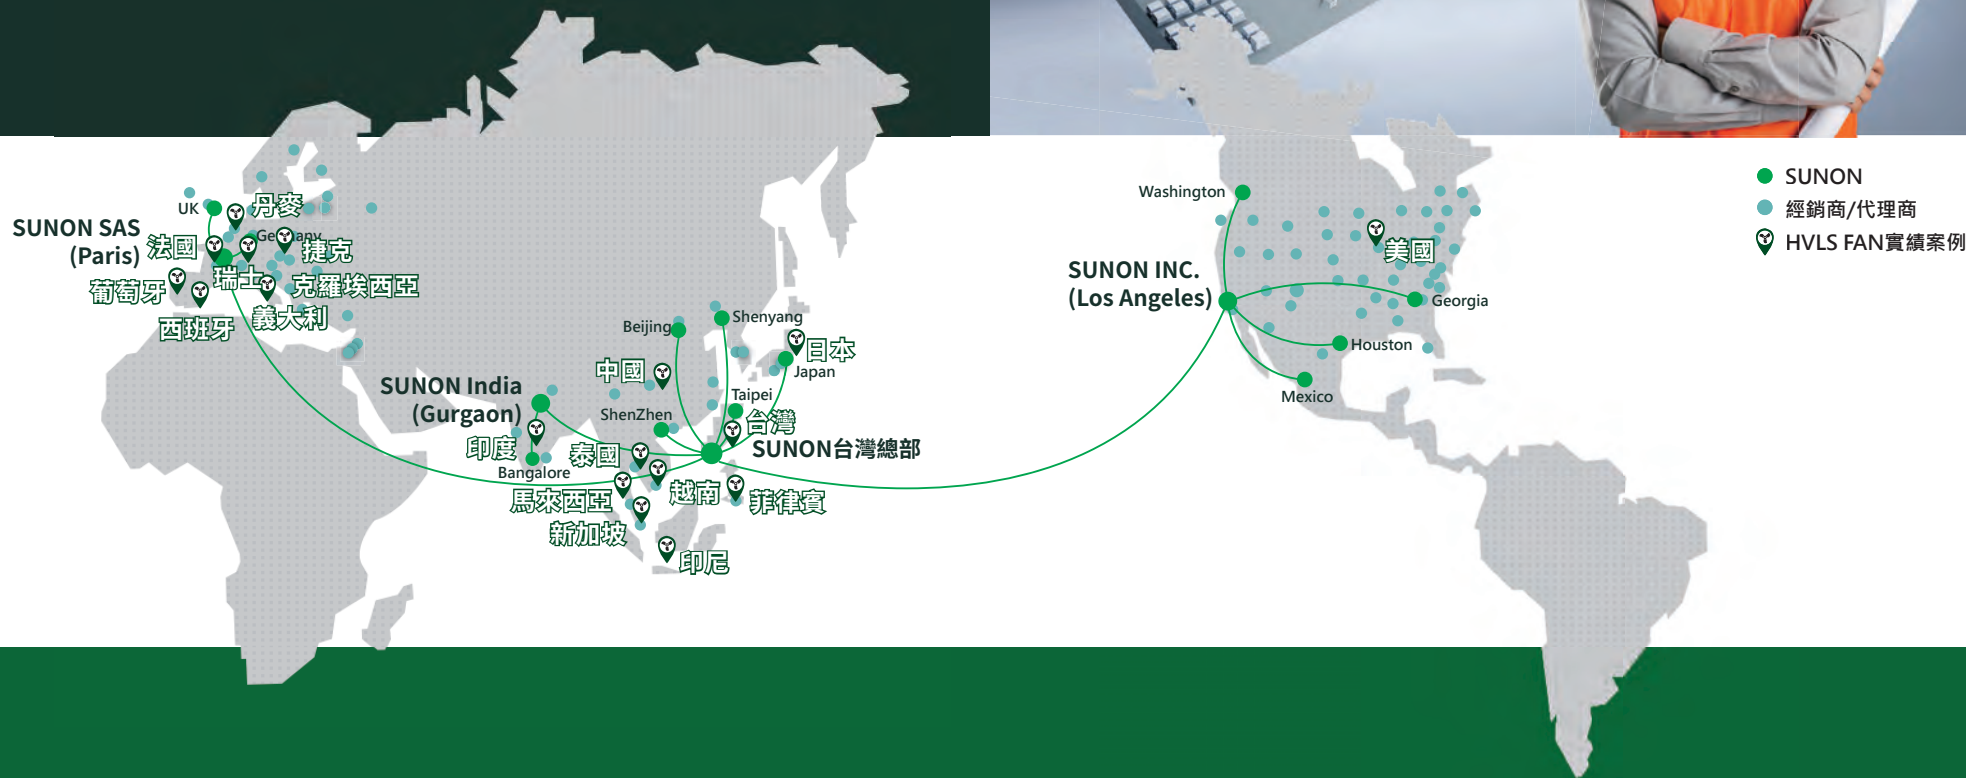 SUNON
經銷商/代理商
HVLS FAN實績案例
UK
丹麥
SUNON SAS
(Paris)
法國
Germany
捷克
瑞士
克羅埃西亞
葡萄牙
義大利
西班牙
Beijing
Shenyang
日本
Japan
中國
SUNON India
(Gurgaon)
Taipei
ShenZhen
台灣
SUNON台灣總部
印度
泰國
Bangalore
馬來西亞
越南
菲律賓
新加坡
印尼
Washington
美國
SUNON INC.
(Los Angeles)
Georgia
Houston
Mexico